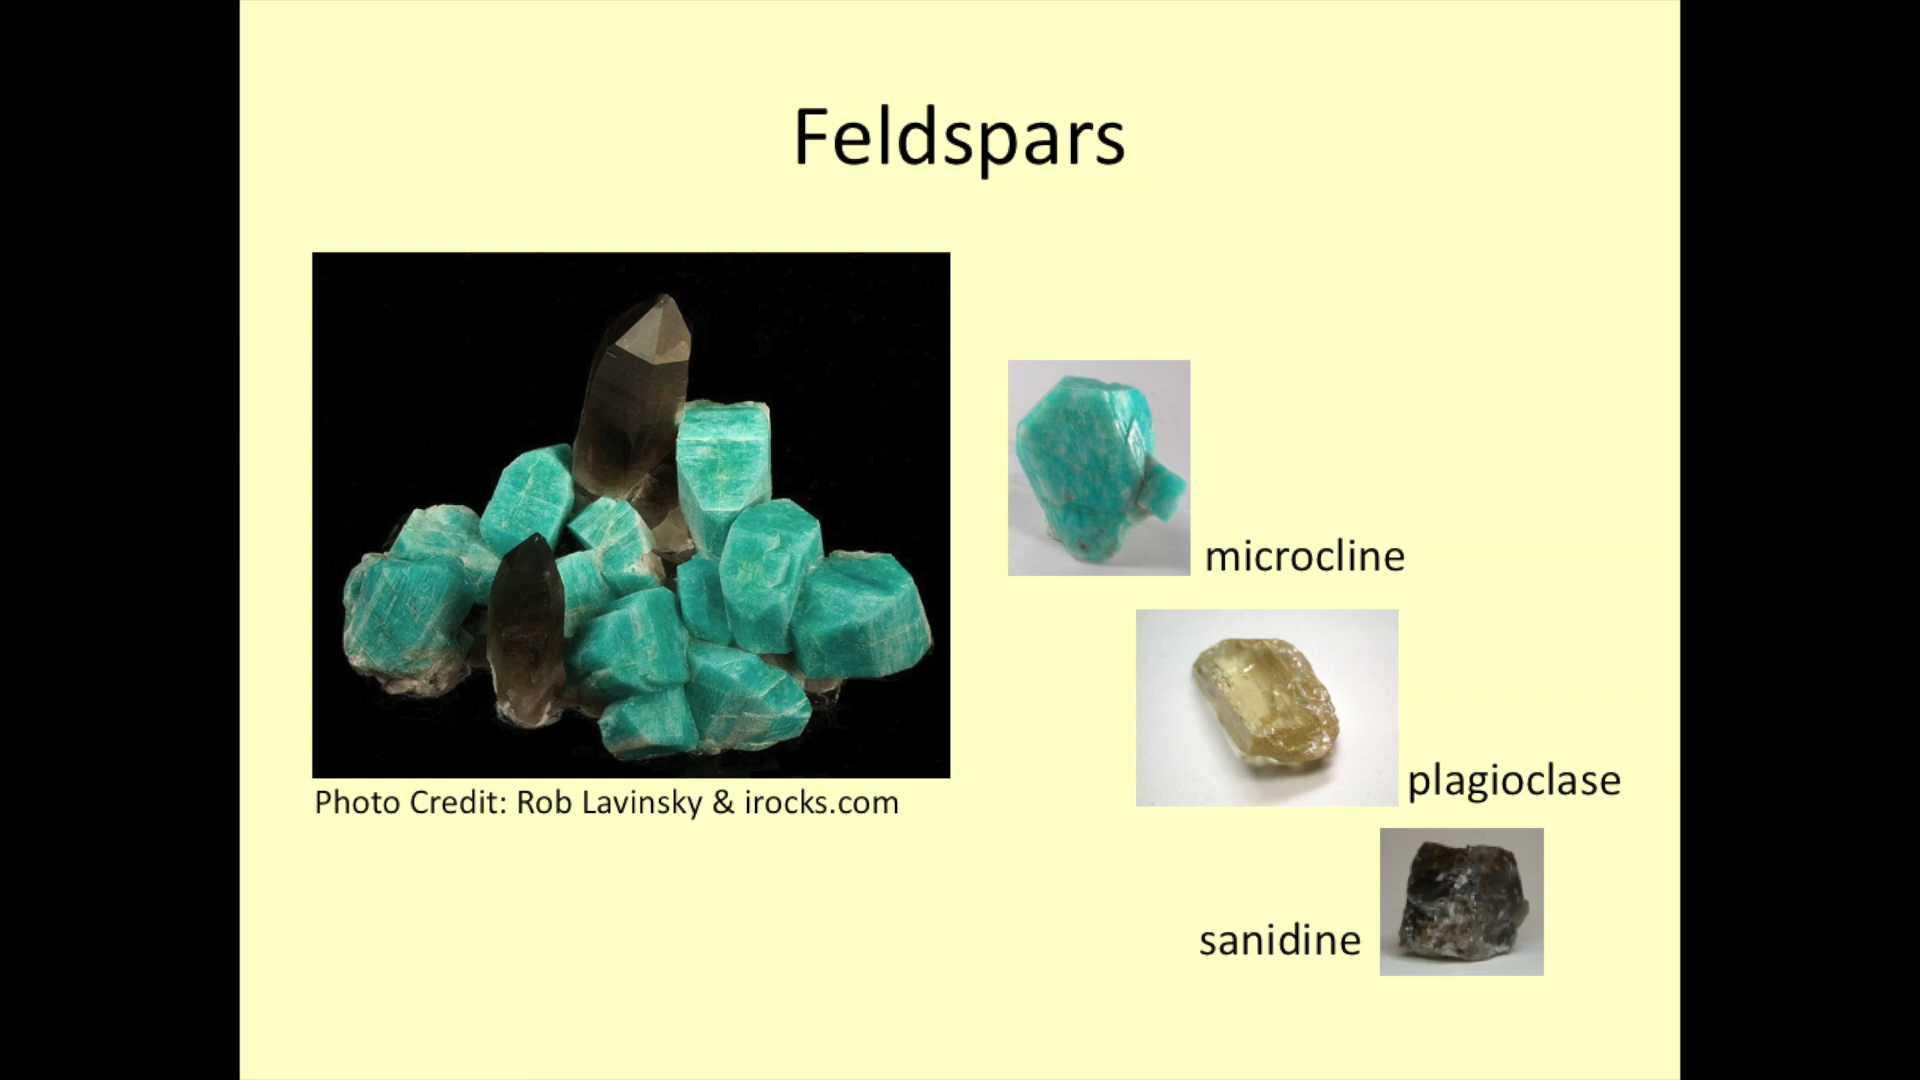 Feldspars
microcline
Photo Credit: Rob Lavinsky & irocks.com
plagioclase
sanidine